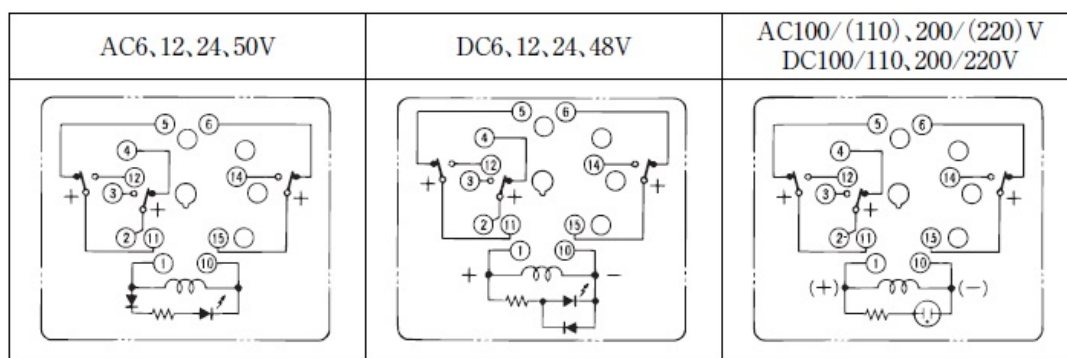 AC6、12、24、50V
DC6、12、24、48V
AC100/(110)、200/(220)V
DC100/110、200/220V
5 6
4
12 14
3
+ + +
2 11 15
1 10
5 6
4
12 14
3
+ + +
2 11 15
1 10
+ −
5 6
4
12 14
3
+ + +
2 11 15
1 10
(+) (−)